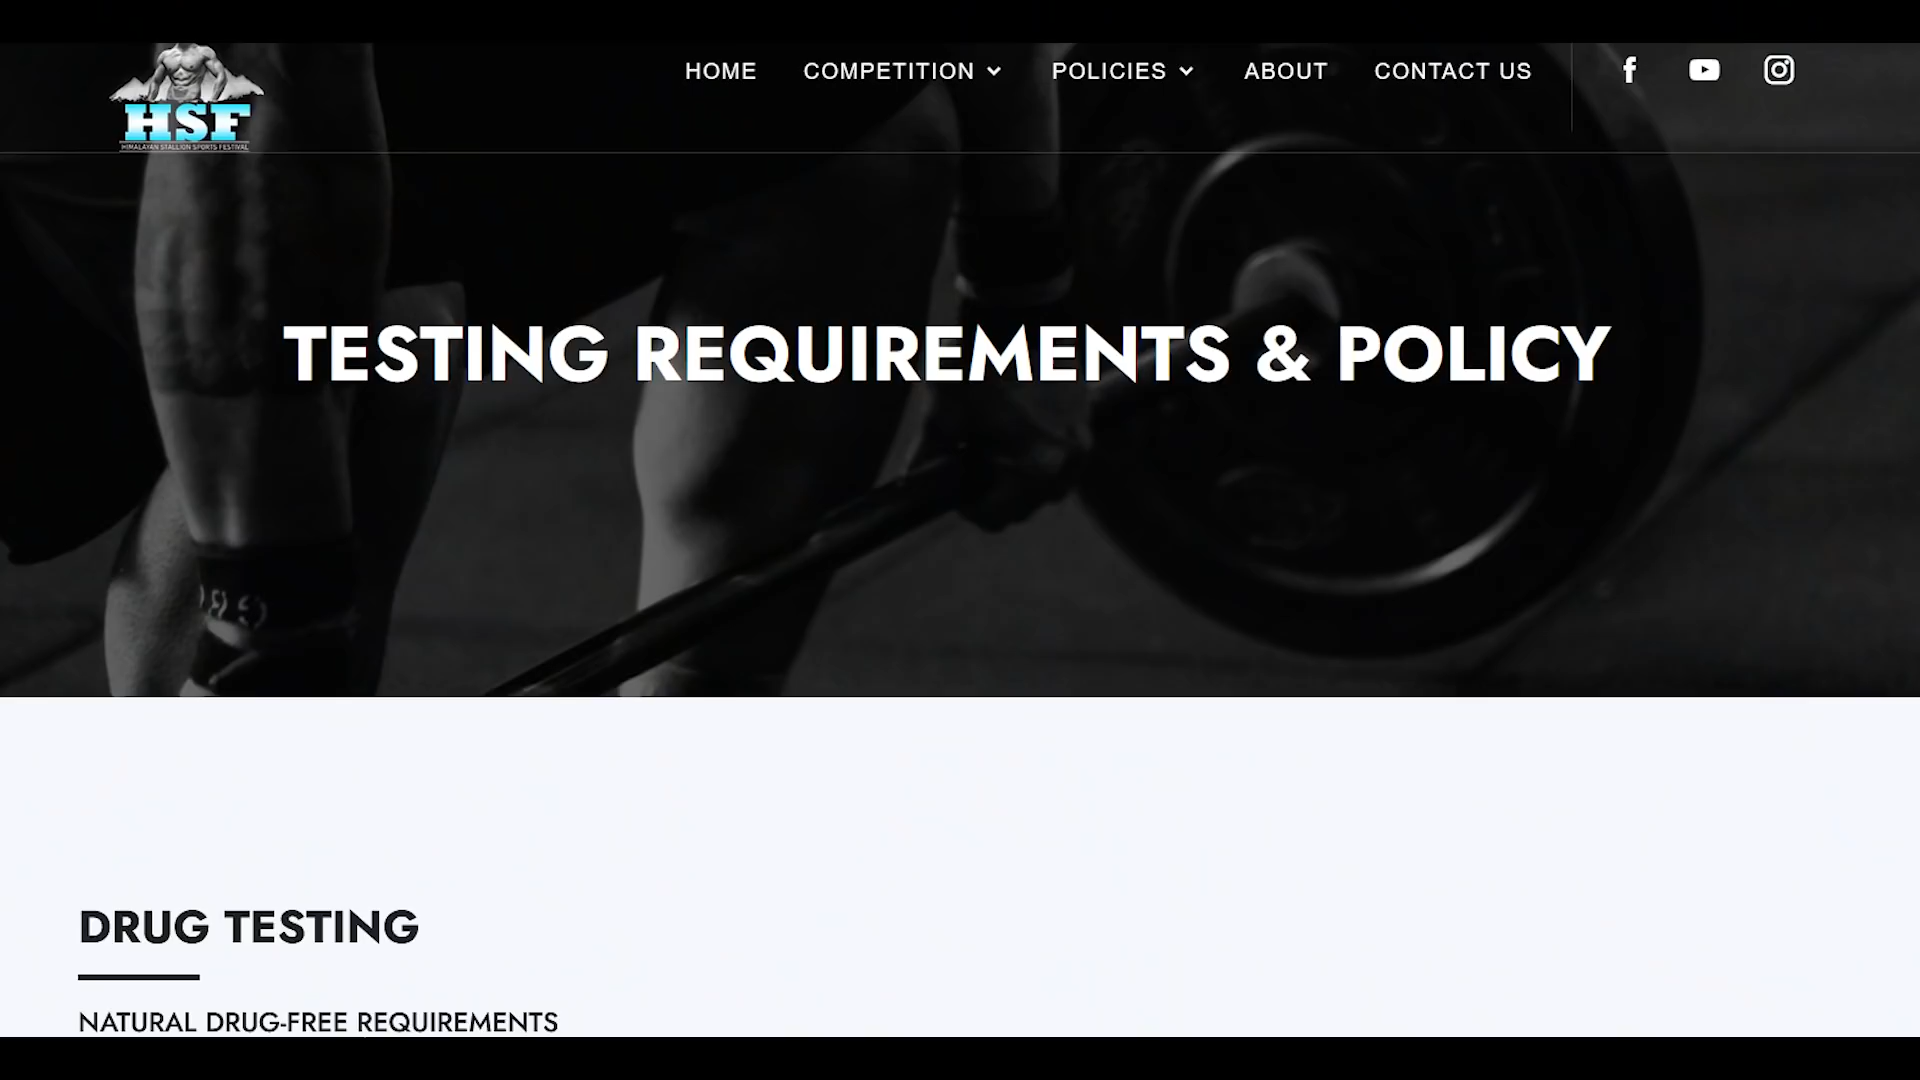 HOME COMPETITION POLICIES ABOUT CONTACT US
HSF
HIMALAYAN STALLION SPORTS FESTIVAL
TESTING REQUIREMENTS & POLICY
DRUG TESTING
NATURAL DRUG-FREE REQUIREMENTS